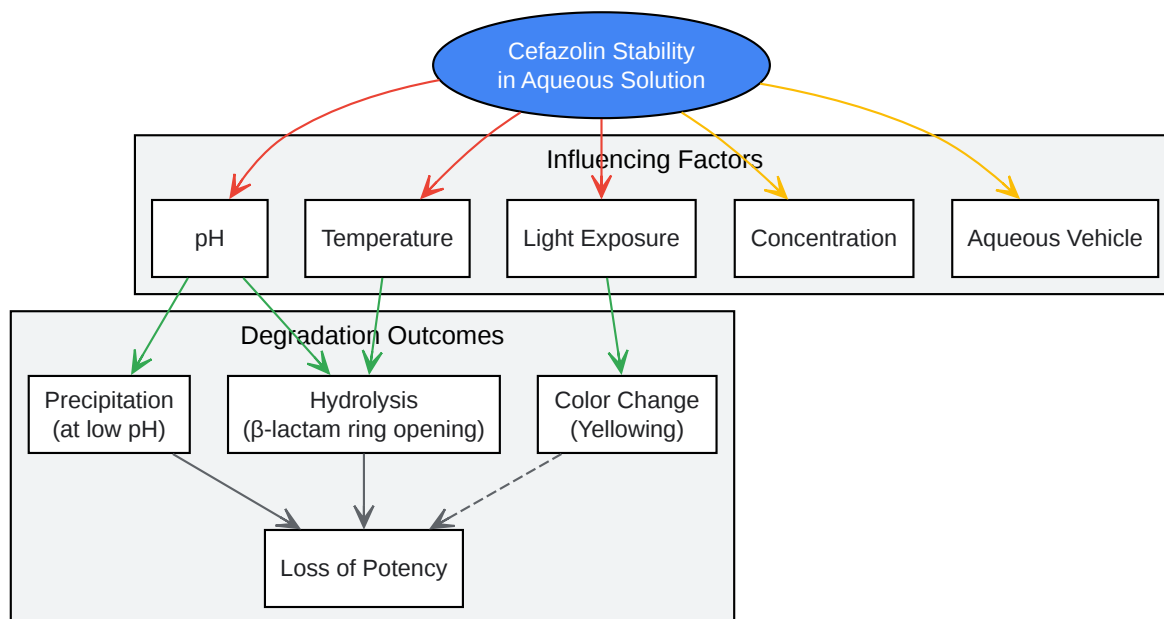 Cefazolin Stability
in Aqueous Solution
Influencing Factors
pH
Temperature
Light Exposure
Concentration
Aqueous Vehicle
Degradation Outcomes
Precipitation
(at low pH)
Hydrolysis
(β-lactam ring opening)
Color Change
(Yellowing)
Loss of Potency